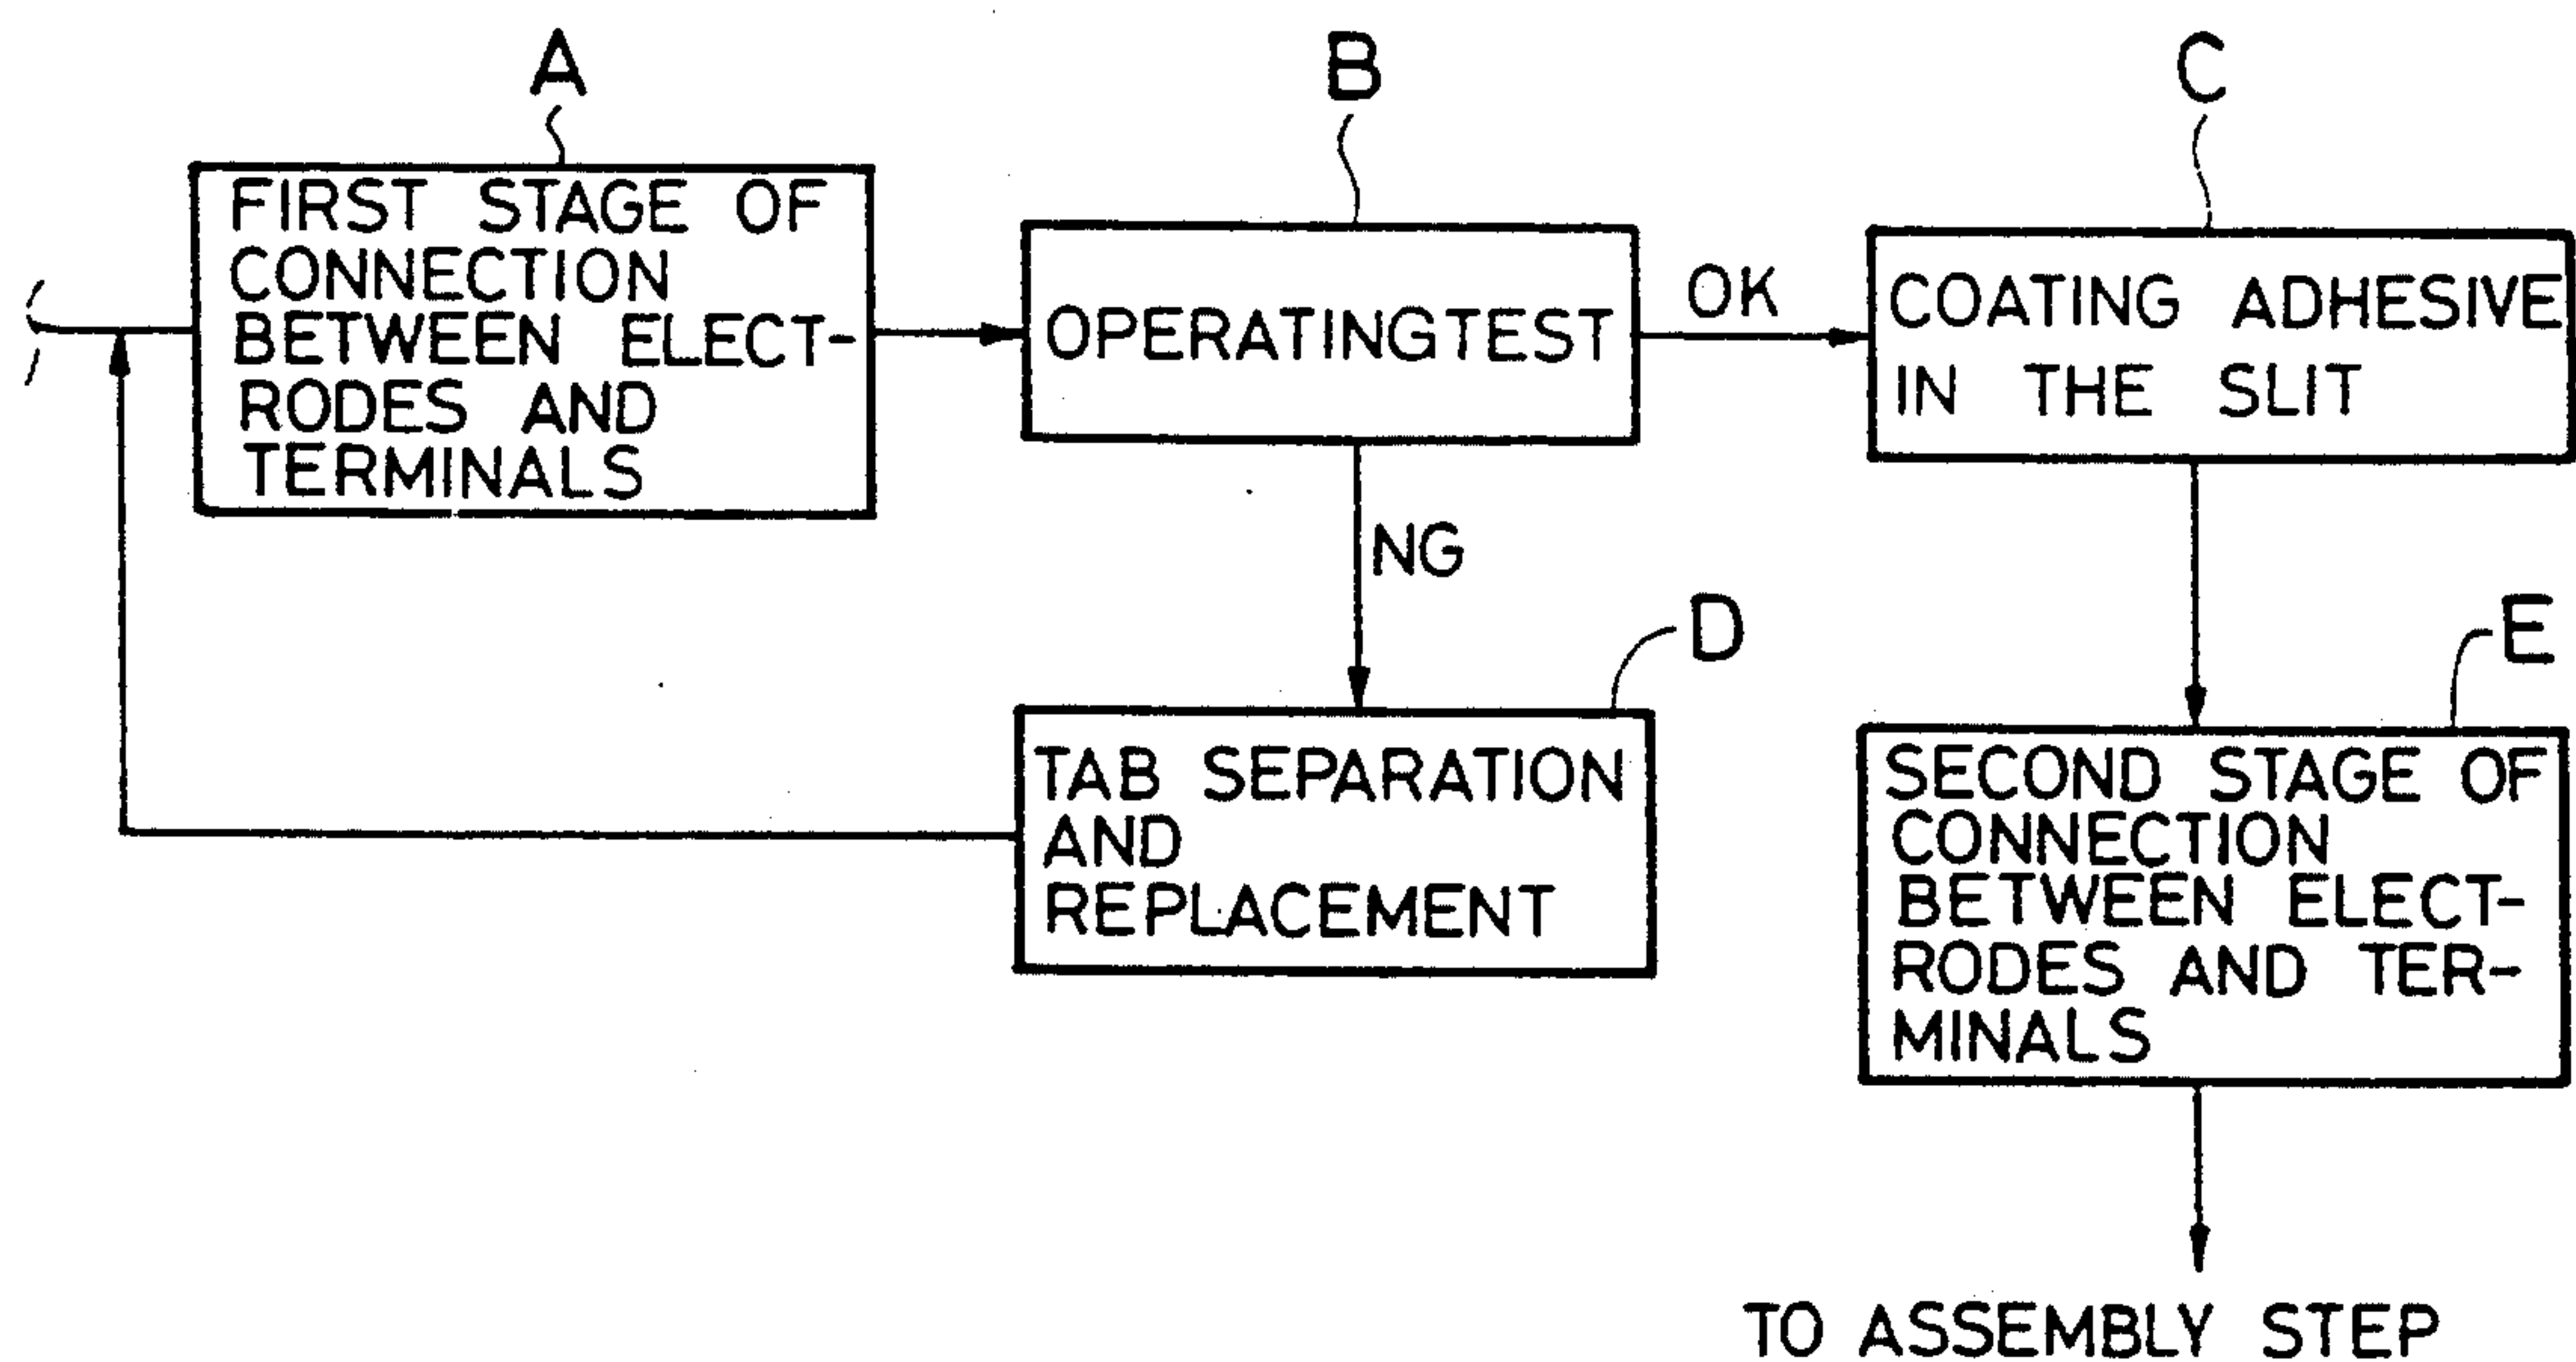 A
B
C
FIRST STAGE OF
CONNECTION
BETWEEN ELECT-
RODES AND
TERMINALS
OPERATINGTEST
OK
COATING ADHESIVE
IN THE SLIT
NG
D
E
TAB SEPARATION
AND
REPLACEMENT
SECOND STAGE OF
CONNECTION
BETWEEN ELECT-
RODES AND TER-
MINALS
TO ASSEMBLY STEP